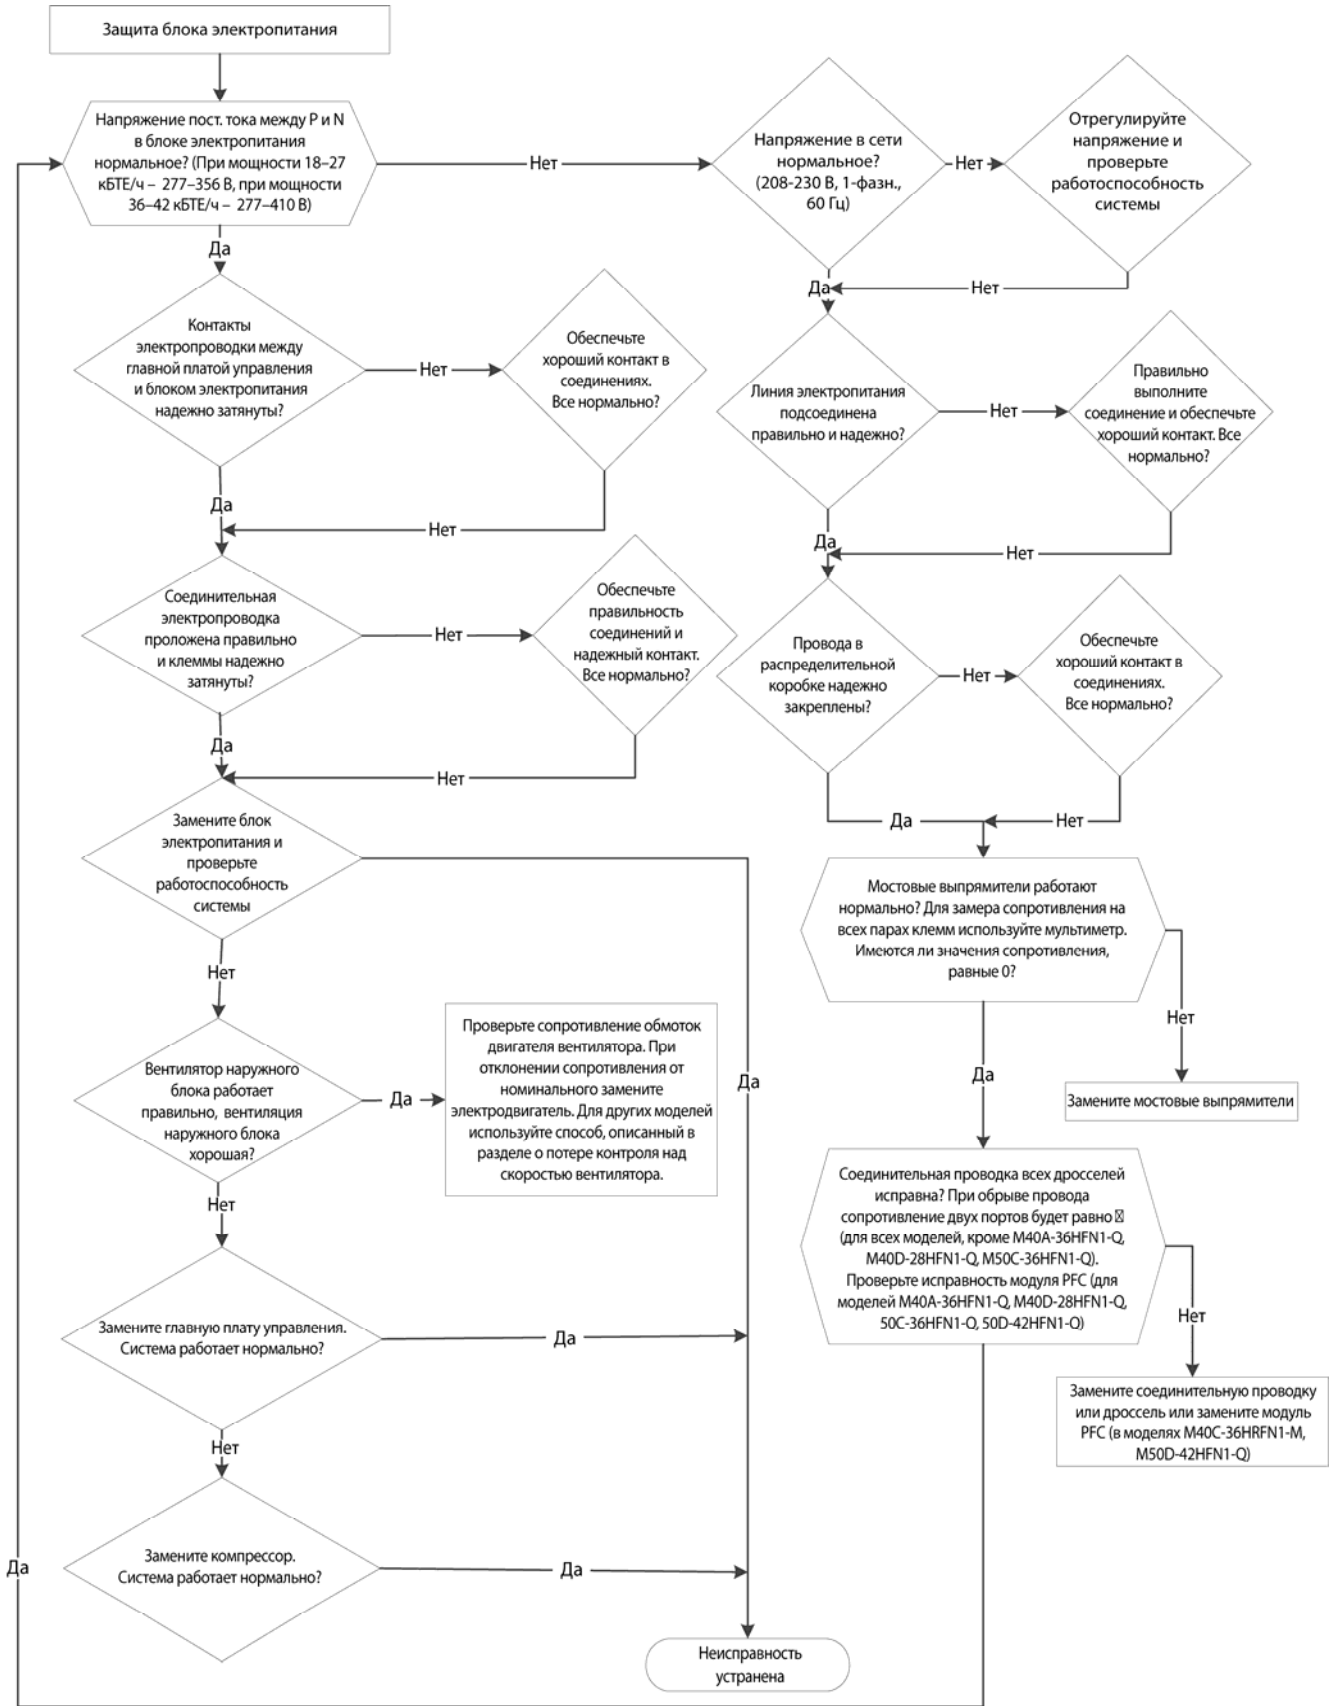 Защита блока электропитания
Напряжение пост. тока между P и N
в блоке электропитания
нормальное? (При мощности 18–27
кБТЕ/ч – 277–356 В, при мощности
36–42 кБТЕ/ч – 277–410 В)
Нет
Напряжение в сети
нормальное?
(208-230 В, 1-фазн.,
60 Гц)
Нет
Отрегулируйте
напряжение и
проверьте
работоспособность
системы
Да
Да
Нет
Контакты
электропроводки между
главной платой управления
и блоком электропитания
надежно затянуты?
Нет
Обеспечьте
хороший контакт в
соединениях.
Все нормально?
Линия электропитания
подсоединена
правильно и надежно?
Нет
Правильно
выполните
соединение и обеспечьте
хороший контакт. Все
нормально?
Да
Нет
Да
Нет
Соединительная
электропроводка
проложена правильно
и клеммы надежно
затянуты?
Нет
Обеспечьте
правильность
соединений и
надежный контакт.
Все нормально?
Провода в
распределительной
коробке надежно
закреплены?
Нет
Обеспечьте
хороший контакт в
соединениях.
Все нормально?
Да
Нет
Да
Нет
Замените блок
электропитания и
проверьте
работоспособность
системы
Мостовые выпрямители работают
нормально? Для замера сопротивления на
всех парах клемм используйте мультиметр.
Имеются ли значения сопротивления,
равные 0?
Нет
Нет
Да
Да
Вентилятор наружного
блока работает
правильно, вентиляция
наружного блока
хорошая?
Да
Проверьте сопротивление обмоток
двигателя вентилятора. При
отклонении сопротивления от
номинального замените
электродвигатель. Для других моделей
используйте способ, описанный в
разделе о потере контроля над
скоростью вентилятора.
Замените мостовые выпрямители
Нет
Соединительная проводка всех дросселей
исправна? При обрыве провода
сопротивление двух портов будет равно
(для всех моделей, кроме M40A-36HFN1-Q,
M40D-28HFN1-Q, M50C-36HFN1-Q).
Проверьте исправность модуля PFC (для
моделей M40A-36HFN1-Q, M40D-28HFN1-Q,
50C-36HFN1-Q, 50D-42HFN1-Q)
Нет
Замените главную плату управления.
Система работает нормально?
Да
Замените соединительную проводку
или дроссель или замените модуль
PFC (в моделях M40C-36HRFN1-M,
M50D-42HFN1-Q)
Нет
Замените компрессор.
Система работает нормально?
Да
Да
Неисправность
устранена